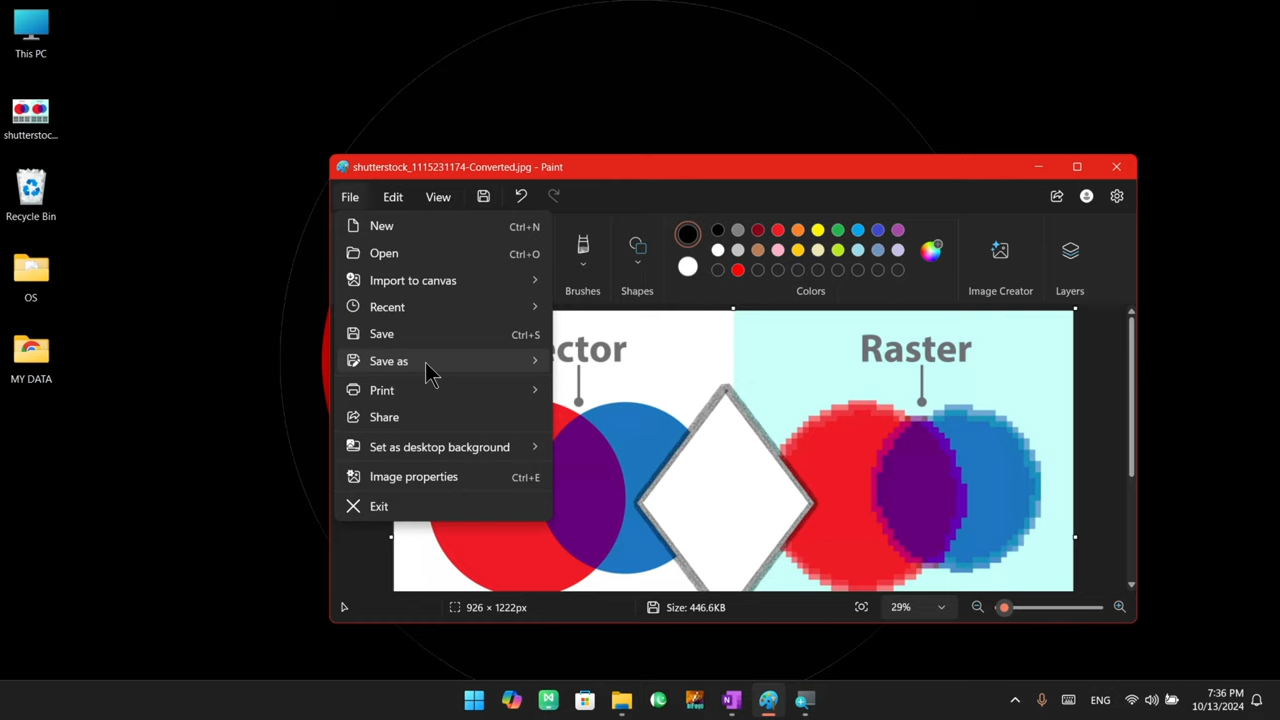 This PC
shutterstoc...
Recycle Bin
OS
MY DATA
shutterstock_1115231174-Converted.jpg - Paint
File Edit View
New Ctrl+N
Open Ctrl+O
Import to canvas
Recent
Save Ctrl+S
Save as
Print
Share
Set as desktop background
Image properties Ctrl+E
Exit
Brushes
Shapes
Colors
Image Creator
Layers
ector
Raster
926 × 1222px
Size: 446.6KB
29%
ENG
7:36 PM
10/13/2024